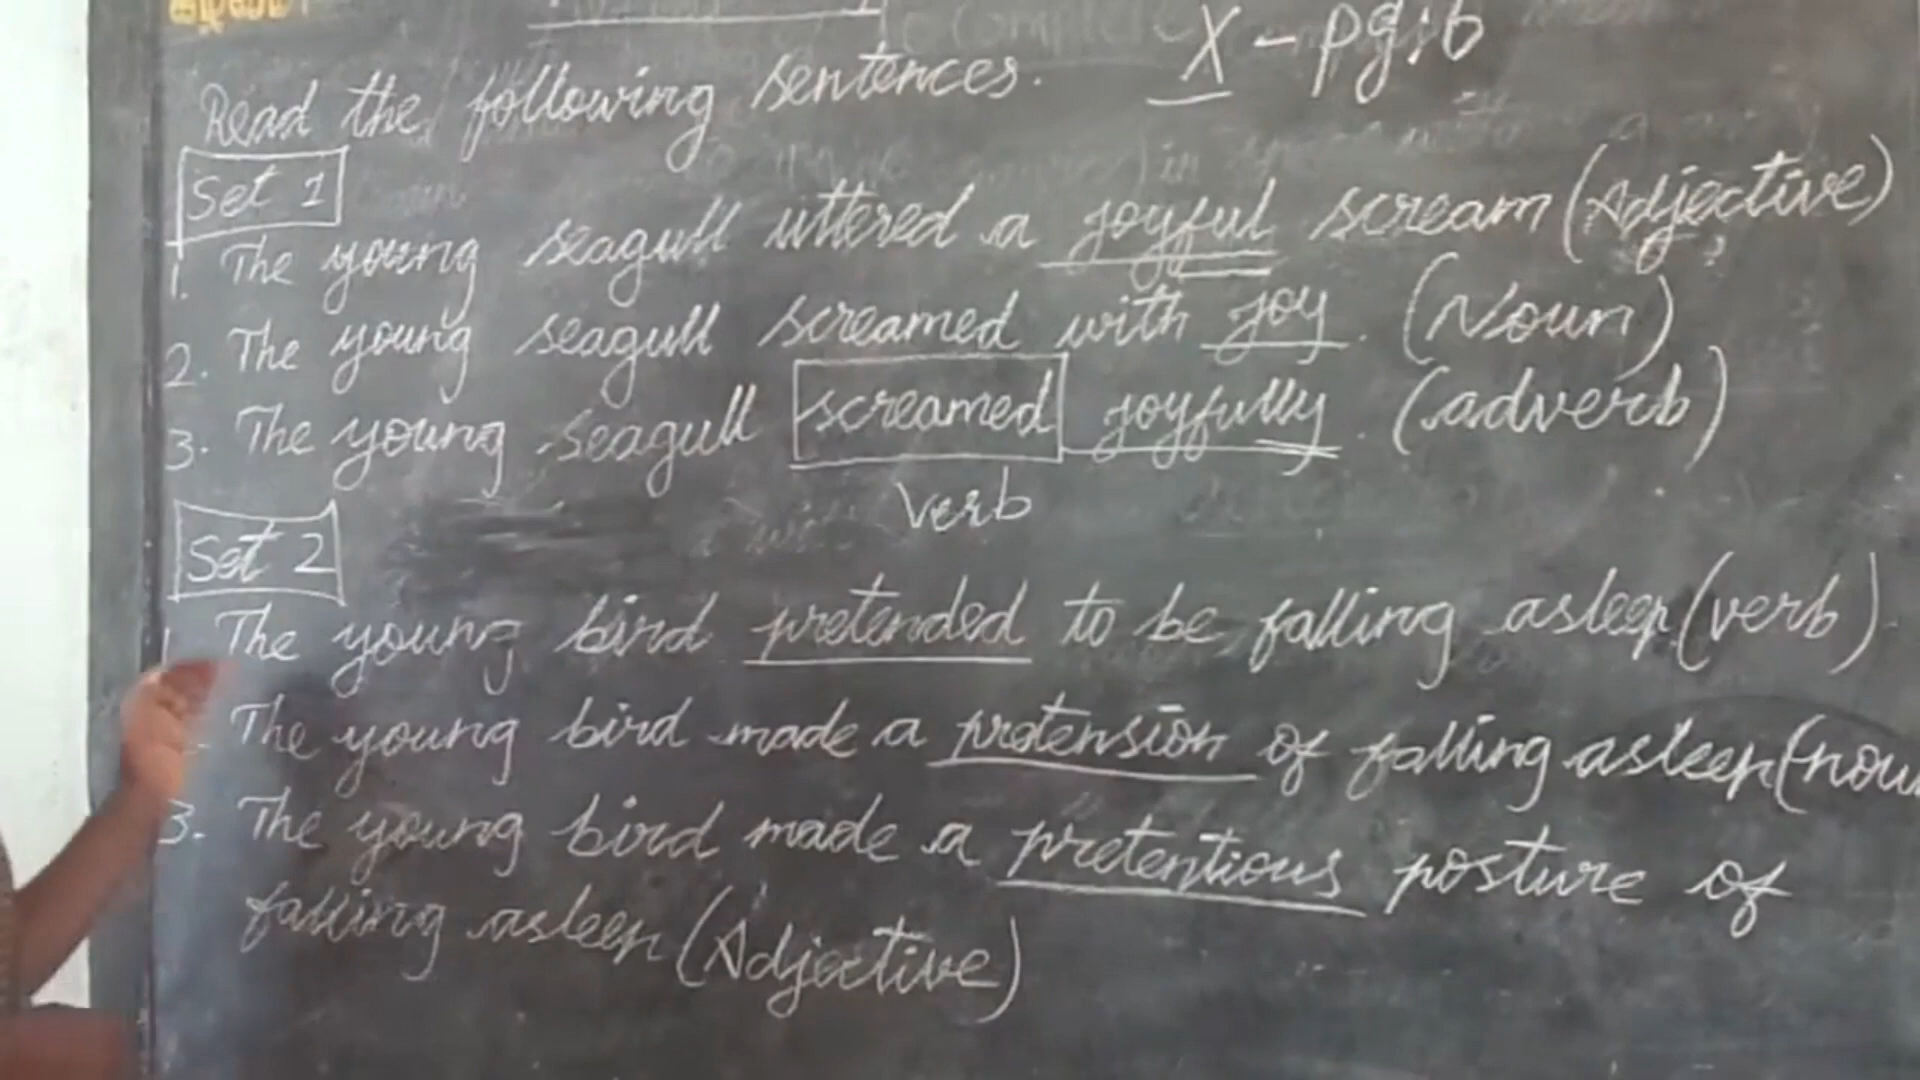 கிழமை
X - pg:6
Read the following sentences.
Set 1
1. The young seagull uttered a joyful scream (Adjective)
2. The young seagull screamed with joy. (Noun)
3. The young seagull screamed joyfully. (adverb)
verb
Set 2
1. The young bird pretended to be falling asleep (verb)
The young bird made a pretension of falling asleep (nou
3. The young bird made a pretentious posture of
falling asleep (Adjective)